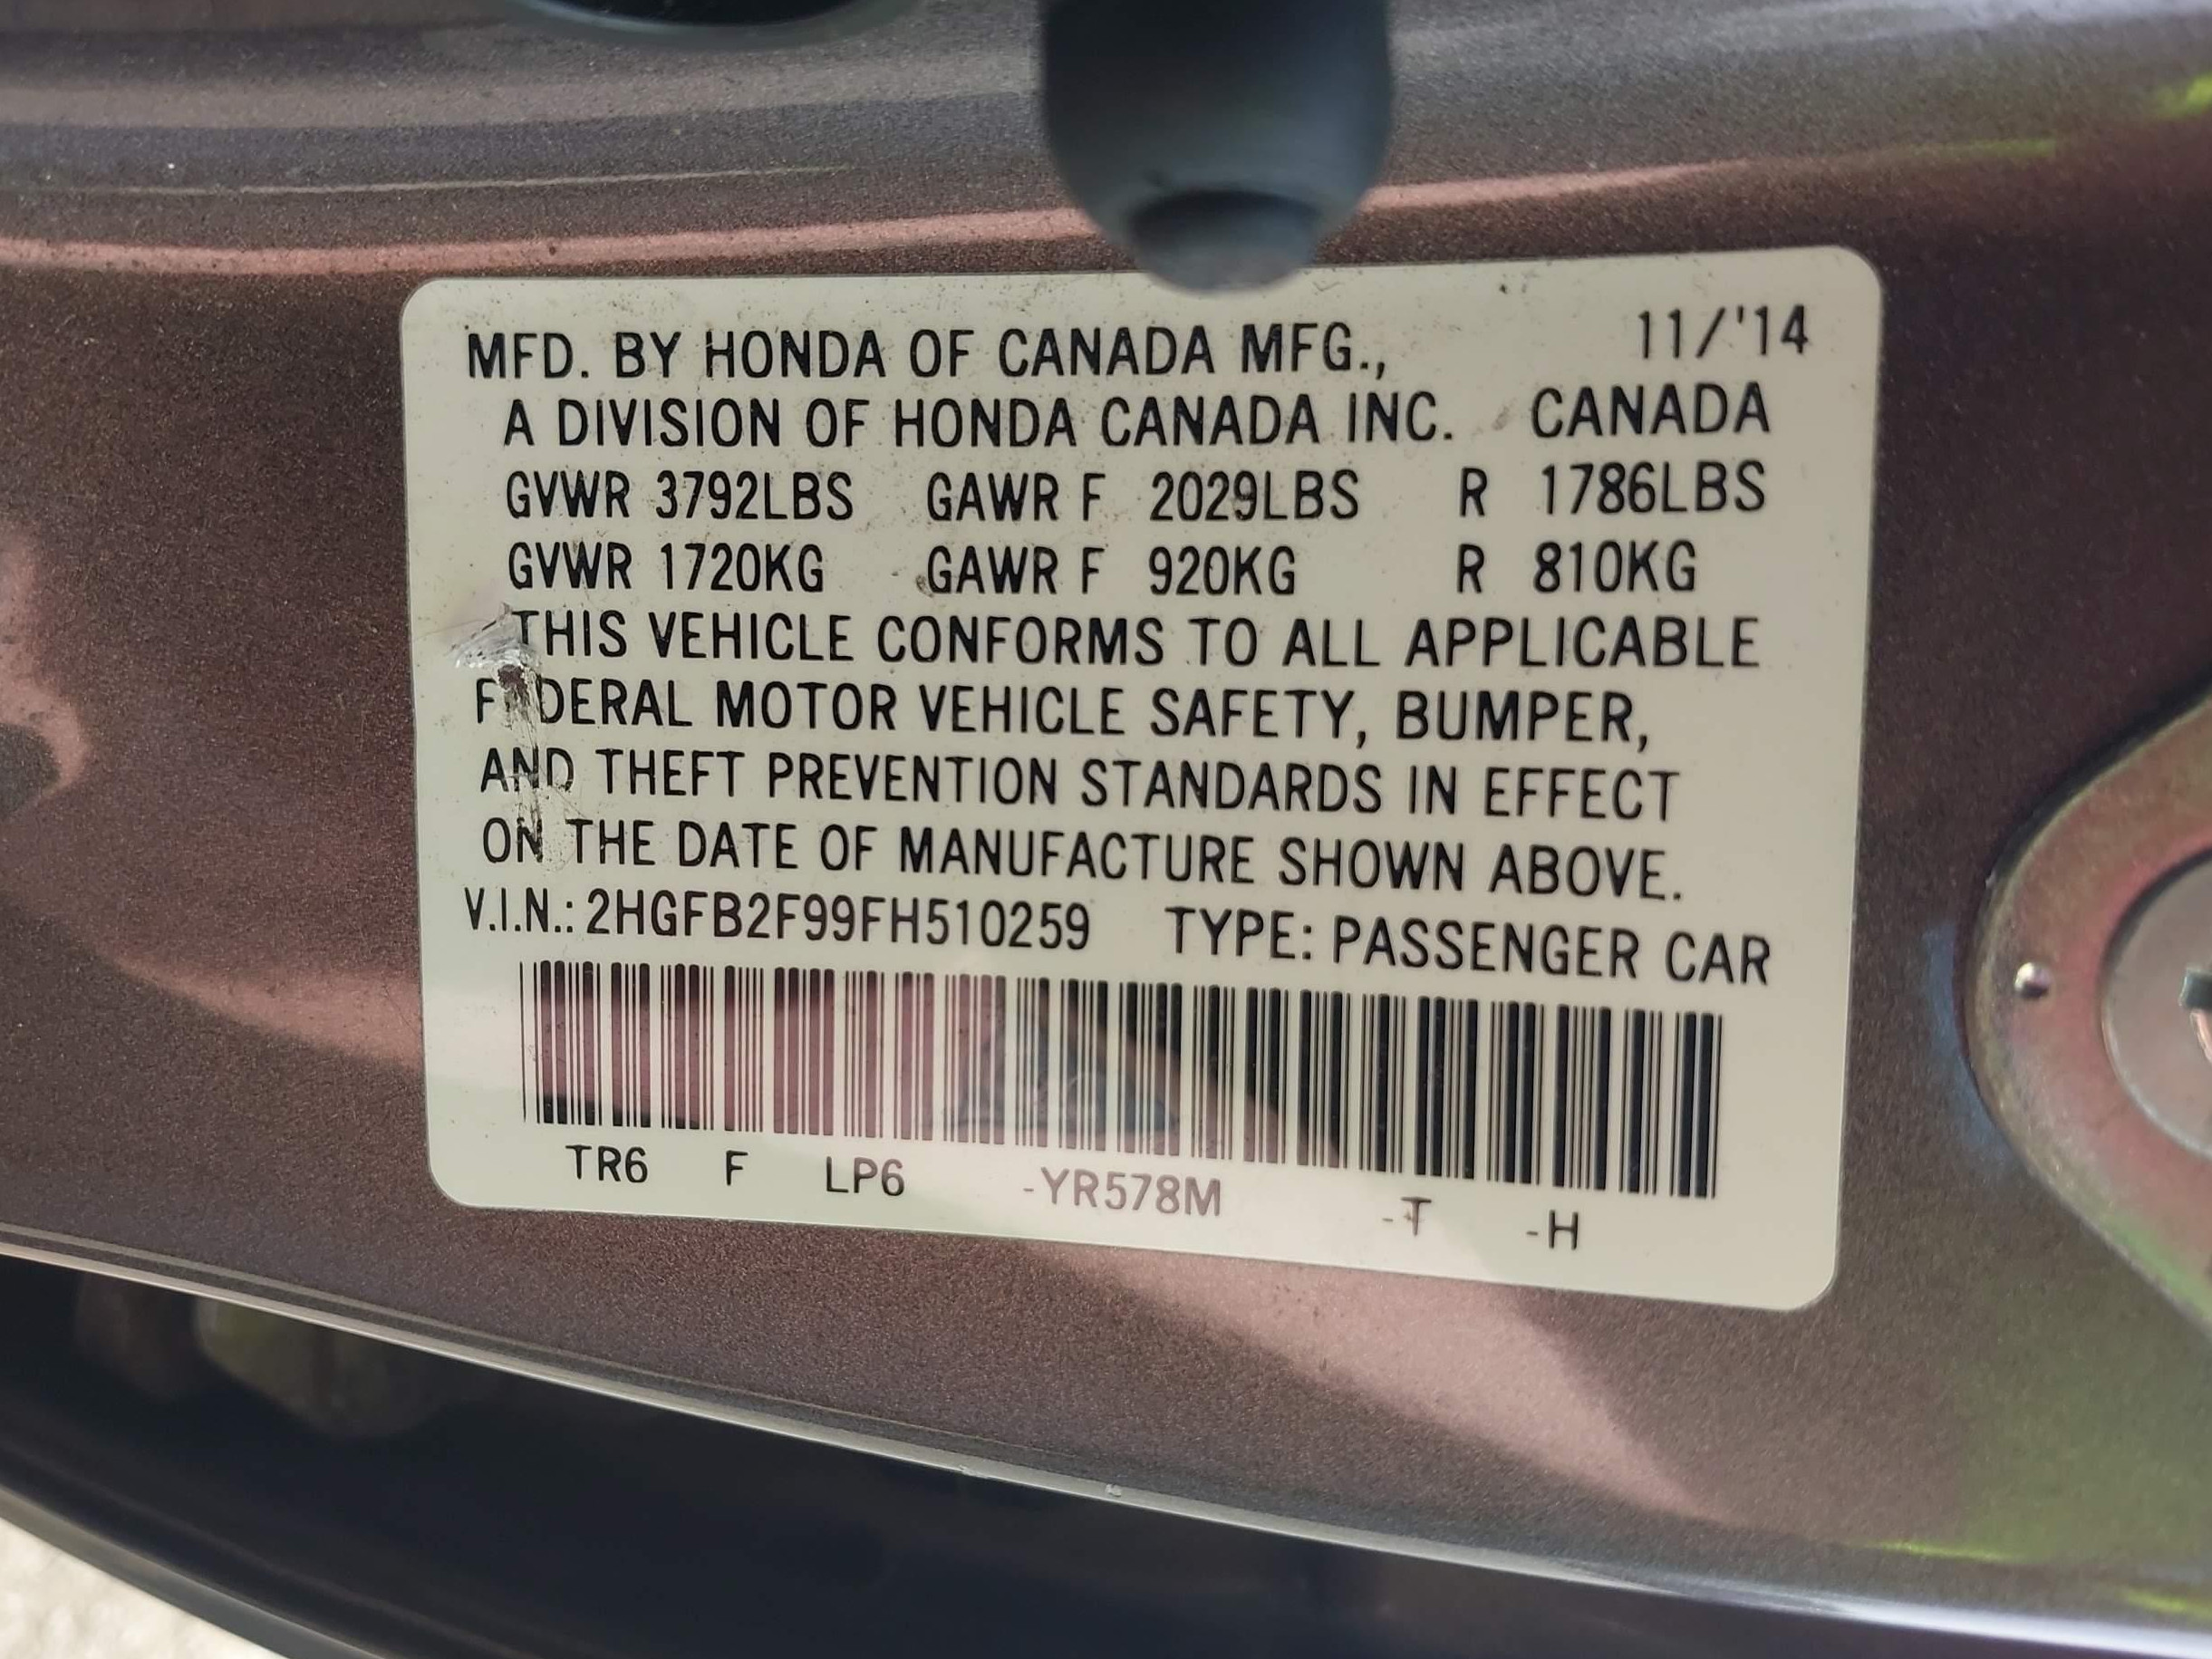 MFD. BY HONDA OF CANADA MFG., 11/'14
A DIVISION OF HONDA CANADA INC. CANADA
GVWR 3792LBS GAWR F 2029LBS R 1786LBS
GVWR 1720KG GAWR F 920KG R 810KG
THIS VEHICLE CONFORMS TO ALL APPLICABLE
FEDERAL MOTOR VEHICLE SAFETY, BUMPER,
AND THEFT PREVENTION STANDARDS IN EFFECT
ON THE DATE OF MANUFACTURE SHOWN ABOVE.
V.I.N.: 2HGFB2F99FH510259 TYPE: PASSENGER CAR
TR6 F LP6 -YR578M -T -H